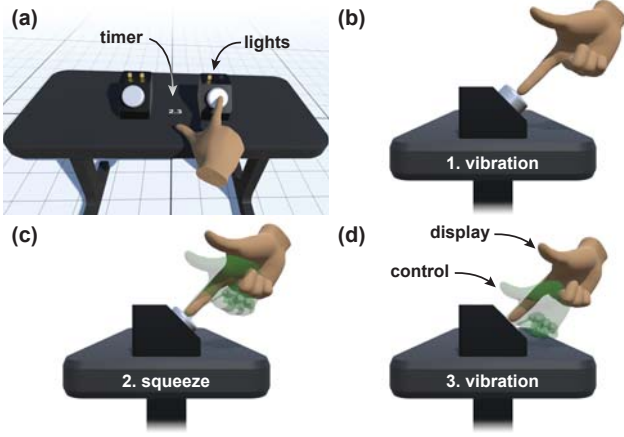 (a)
timer
lights
2.3
(b)
1. vibration
(c)
2. squeeze
(d)
display
control
3. vibration